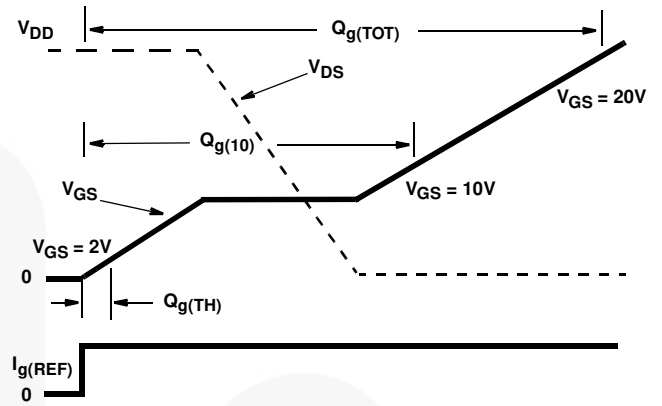 V_DD
Q_g(TOT)
V_DS
V_GS = 20V
Q_g(10)
V_GS
V_GS = 10V
V_GS = 2V
0
Q_g(TH)
I_g(REF)
0